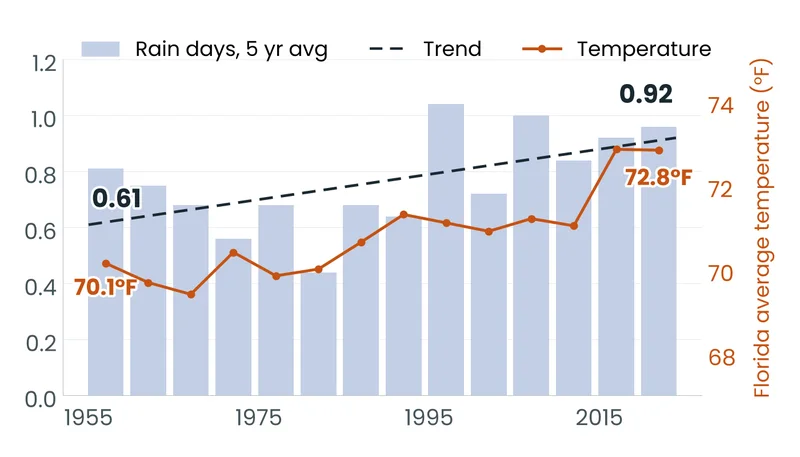 Rain days, 5 yr avg
Trend
Temperature
1.2
1.0
0.8
0.6
0.4
0.2
0.0
0.61
0.92
70.1°F
72.8°F
74
72
70
68
Florida average temperature (°F)
1955
1975
1995
2015